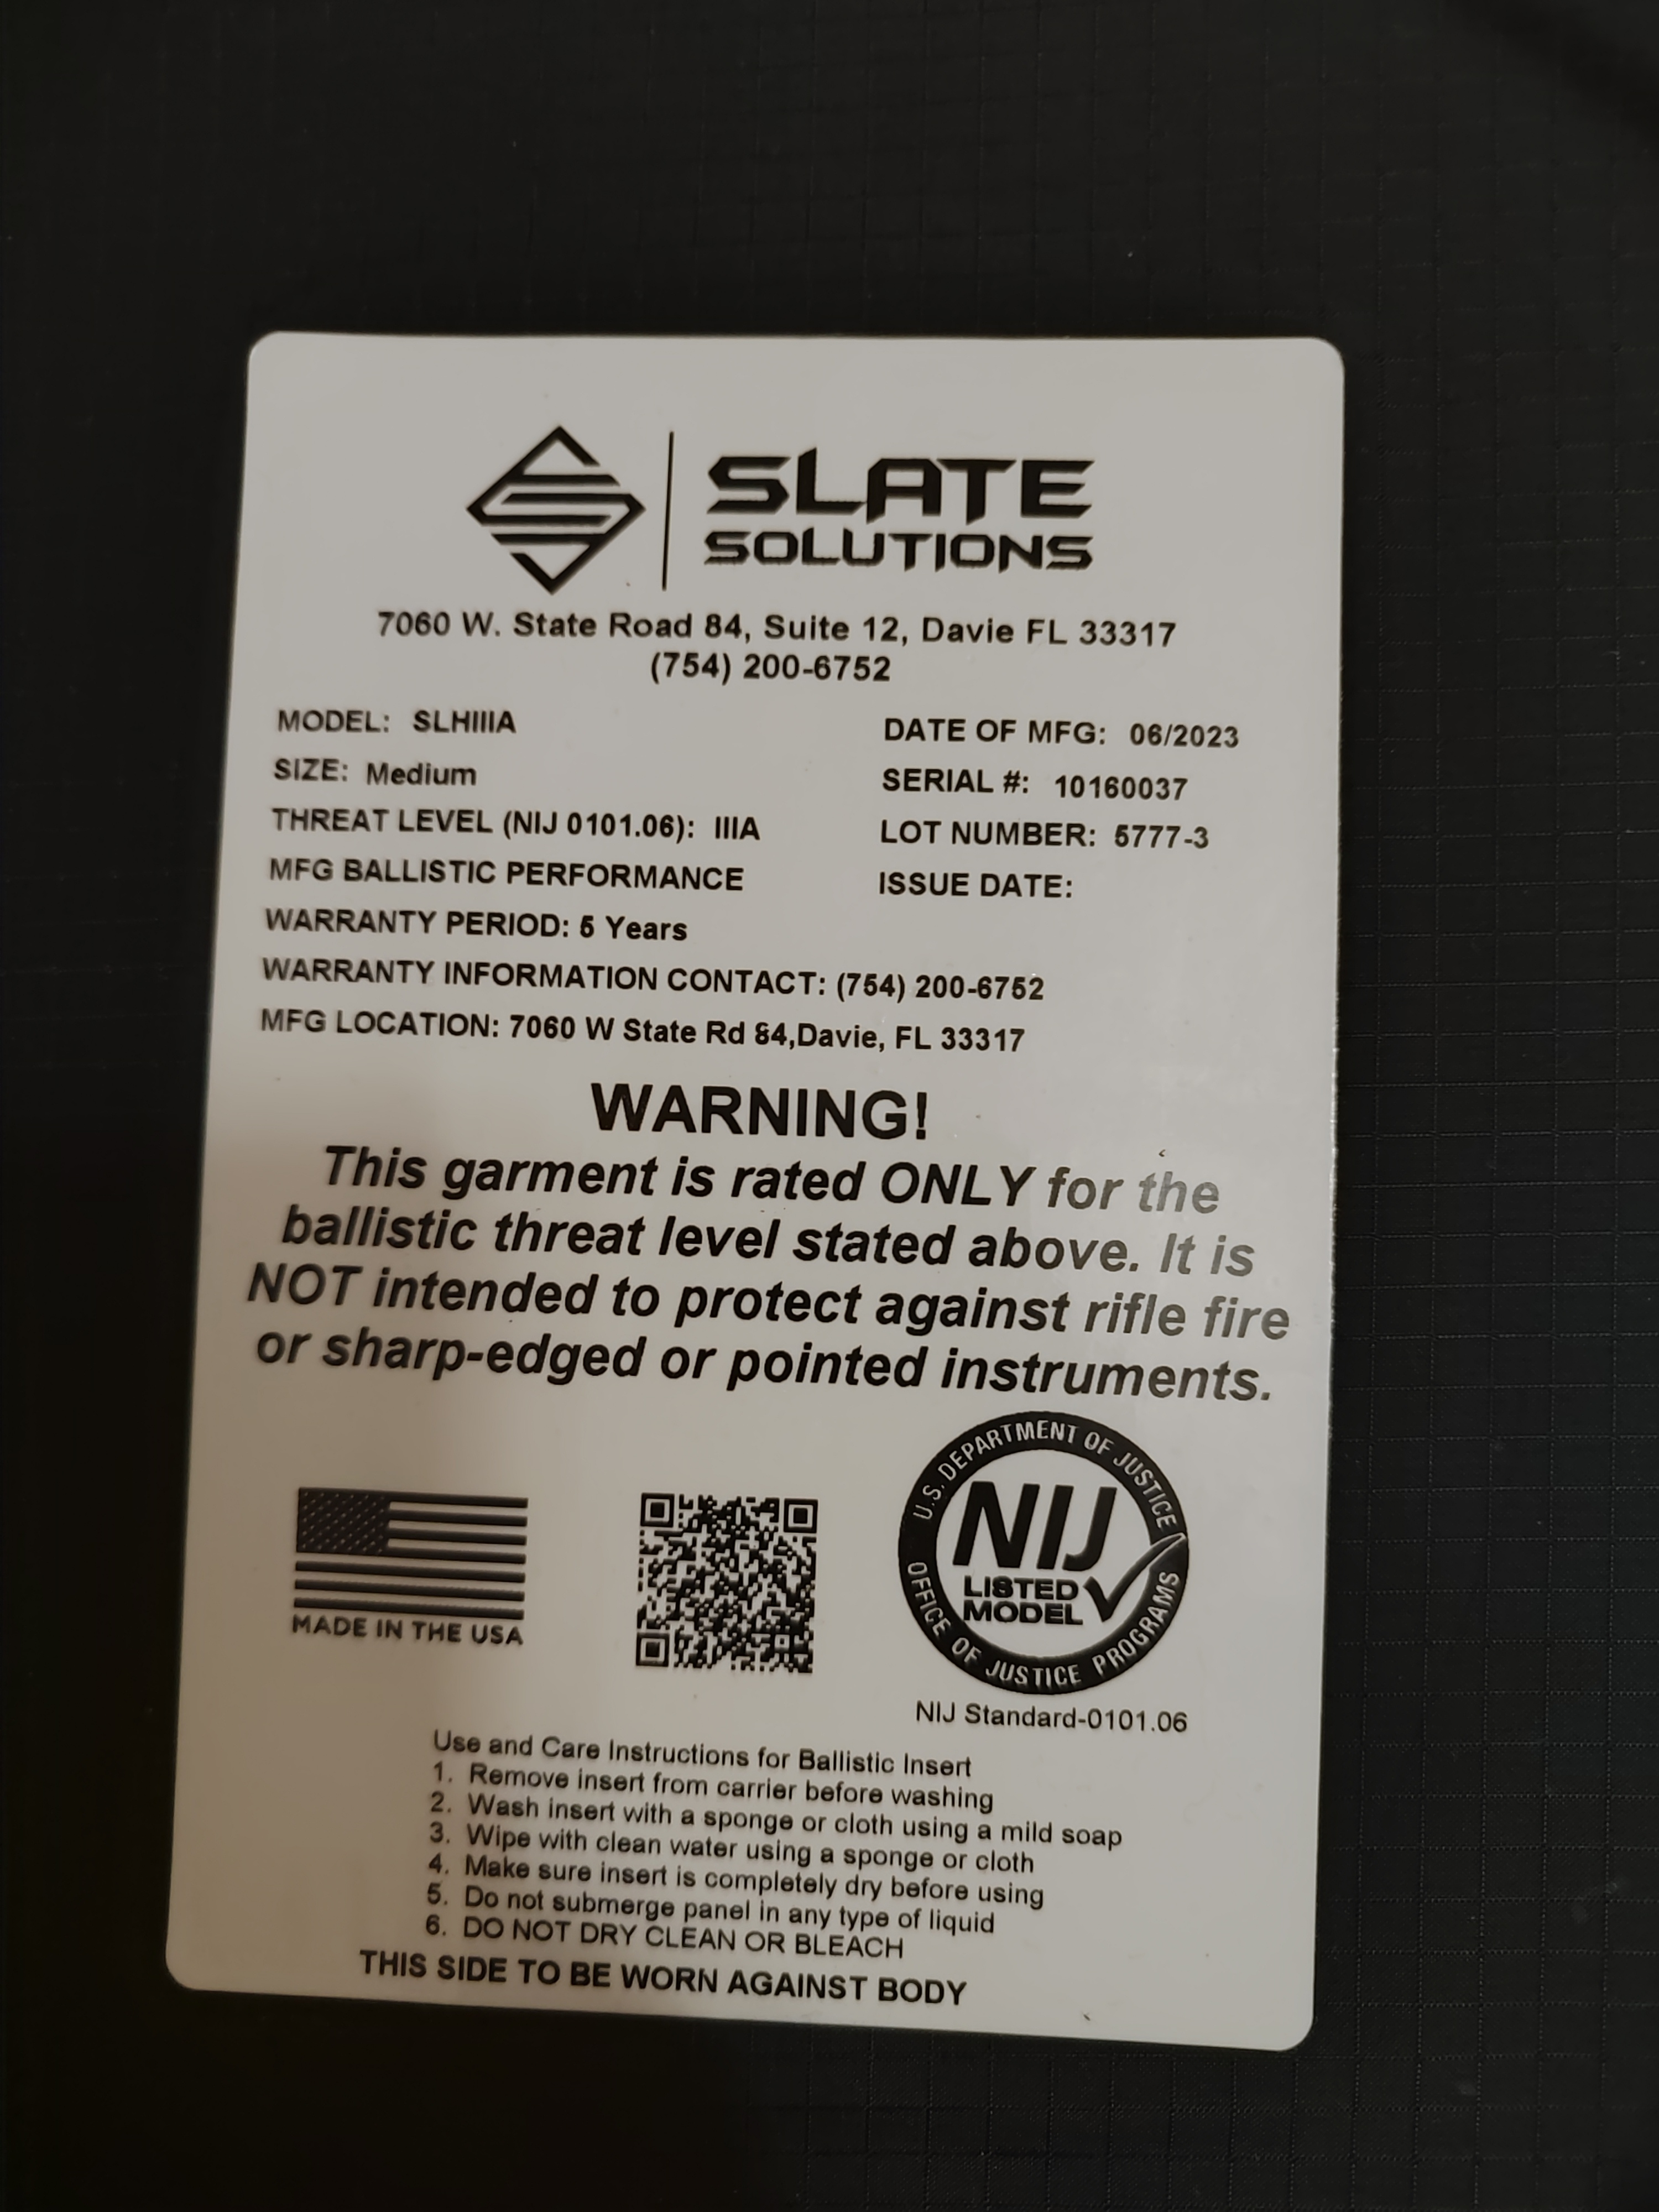 SLATE
SOLUTIONS
7060 W. State Road 84, Suite 12, Davie FL 33317
(754) 200-6752
MODEL: SLHIIIA
DATE OF MFG: 06/2023
SIZE: Medium
SERIAL #: 10160037
THREAT LEVEL (NIJ 0101.06): IIIA
LOT NUMBER: 5777-3
MFG BALLISTIC PERFORMANCE
ISSUE DATE:
WARRANTY PERIOD: 5 Years
WARRANTY INFORMATION CONTACT: (754) 200-6752
MFG LOCATION: 7060 W State Rd 84,Davie, FL 33317
WARNING!
This garment is rated ONLY for the
ballistic threat level stated above. It is
NOT intended to protect against rifle fire
or sharp-edged or pointed instruments.
MADE IN THE USA
U.S. DEPARTMENT OF JUSTICE
NIJ
LISTED
MODEL
OFFICE OF JUSTICE PROGRAMS
NIJ Standard-0101.06
Use and Care Instructions for Ballistic Insert
1. Remove insert from carrier before washing
2. Wash insert with a sponge or cloth using a mild soap
3. Wipe with clean water using a sponge or cloth
4. Make sure insert is completely dry before using
5. Do not submerge panel in any type of liquid
6. DO NOT DRY CLEAN OR BLEACH
THIS SIDE TO BE WORN AGAINST BODY